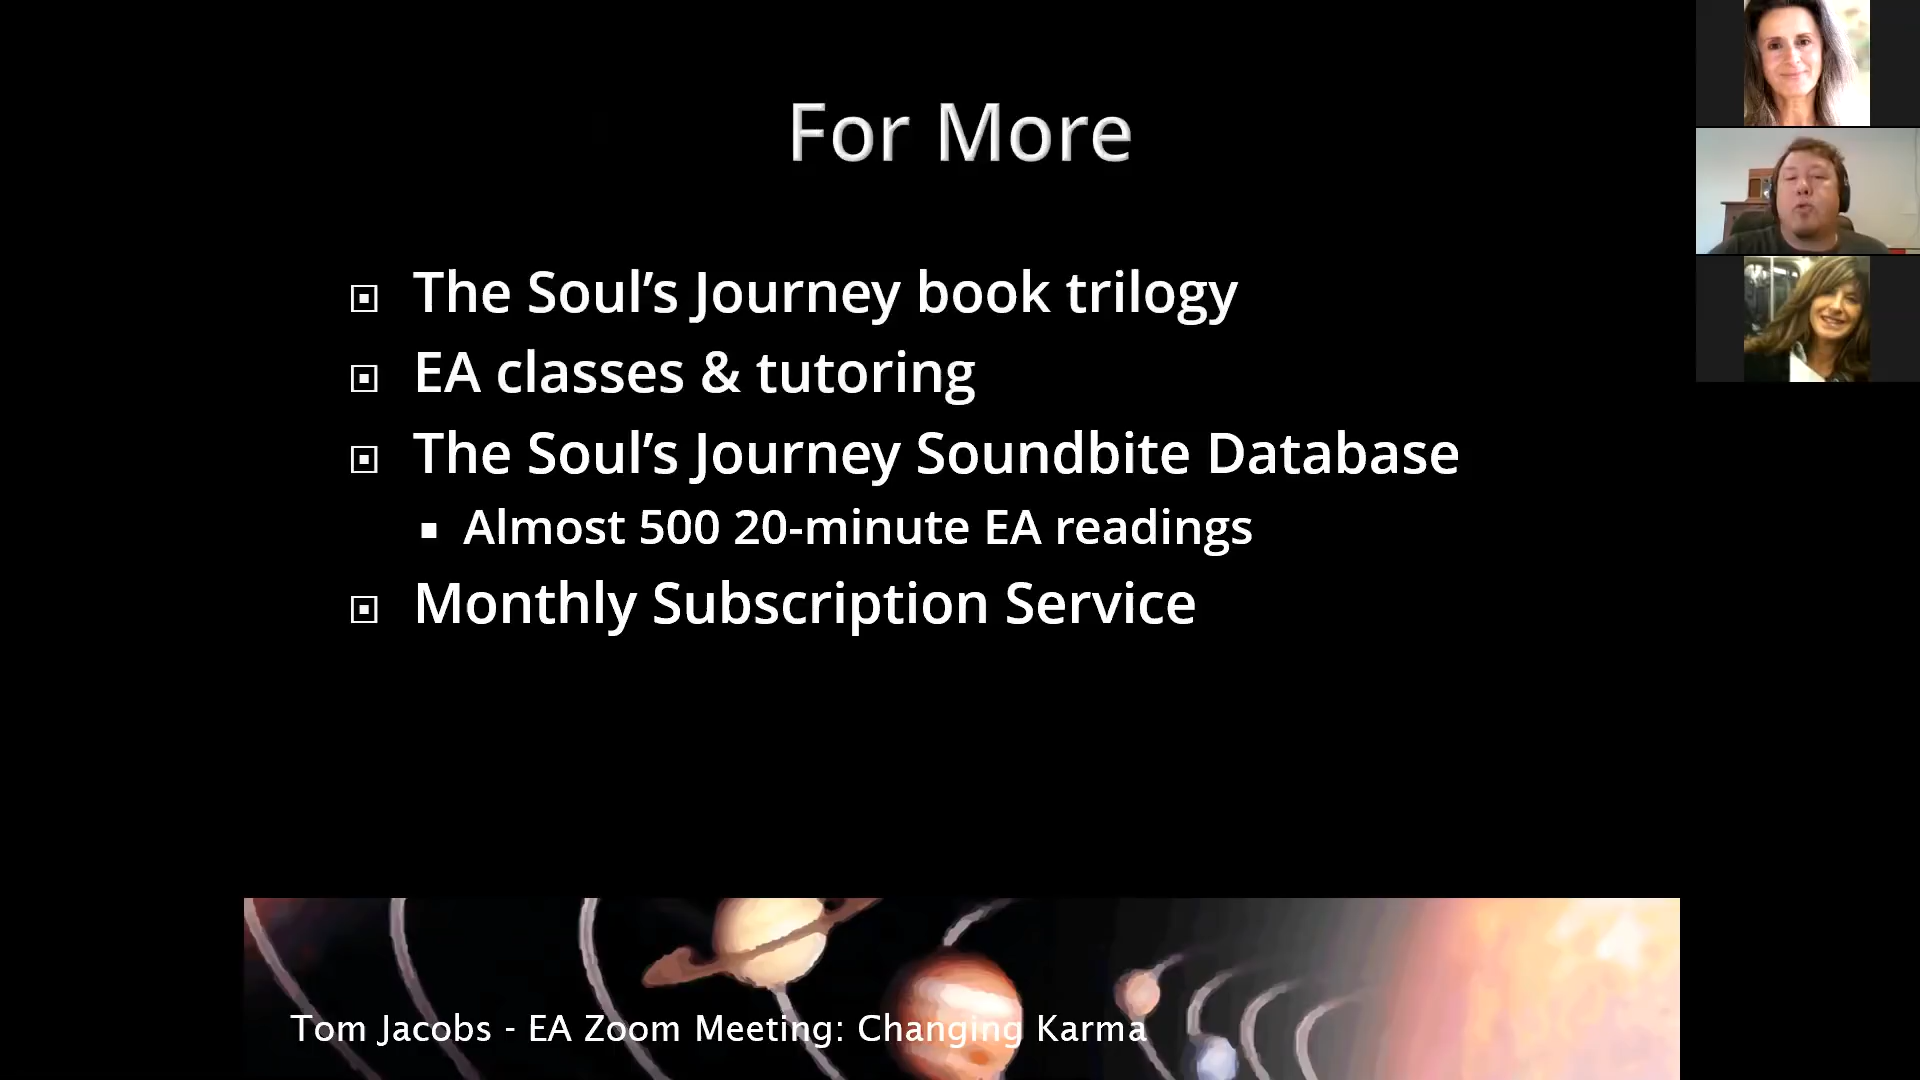 For More
The Soul’s Journey book trilogy
EA classes & tutoring
The Soul’s Journey Soundbite Database
Almost 500 20-minute EA readings
Monthly Subscription Service
Tom Jacobs - EA Zoom Meeting: Changing Karma